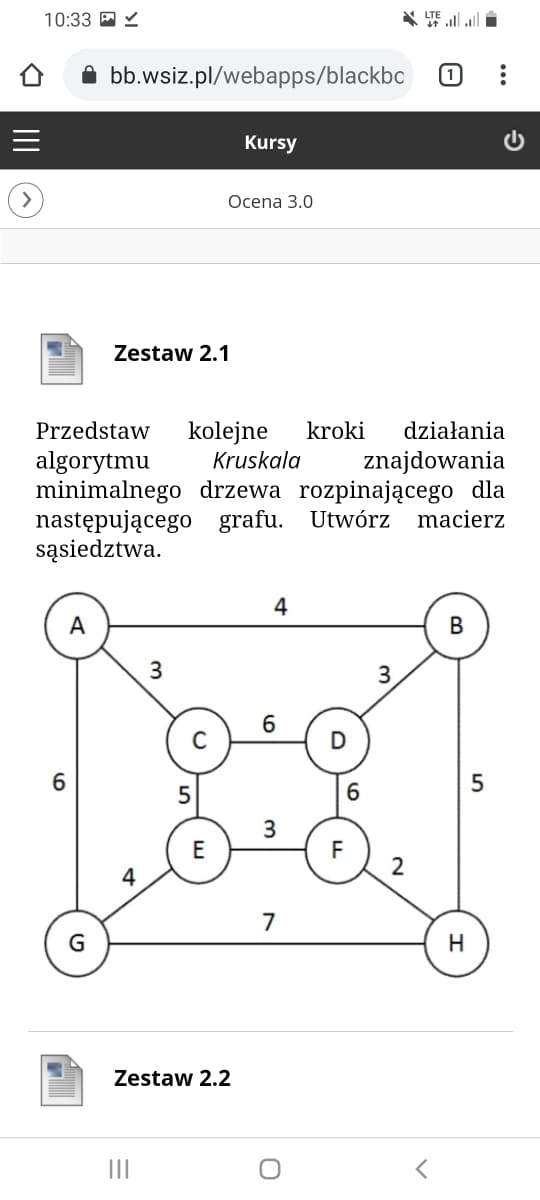 10:33
LTE
bb.wsiz.pl/webapps/blackbc
1
Kursy
Ocena 3.0
Zestaw 2.1
Przedstaw kolejne kroki działania
algorytmu Kruskala znajdowania
minimalnego drzewa rozpinającego dla
następującego grafu. Utwórz macierz
sąsiedztwa.
4
A
B
3
3
6
C
D
6
5
6
5
3
E
F
4
2
7
G
H
Zestaw 2.2